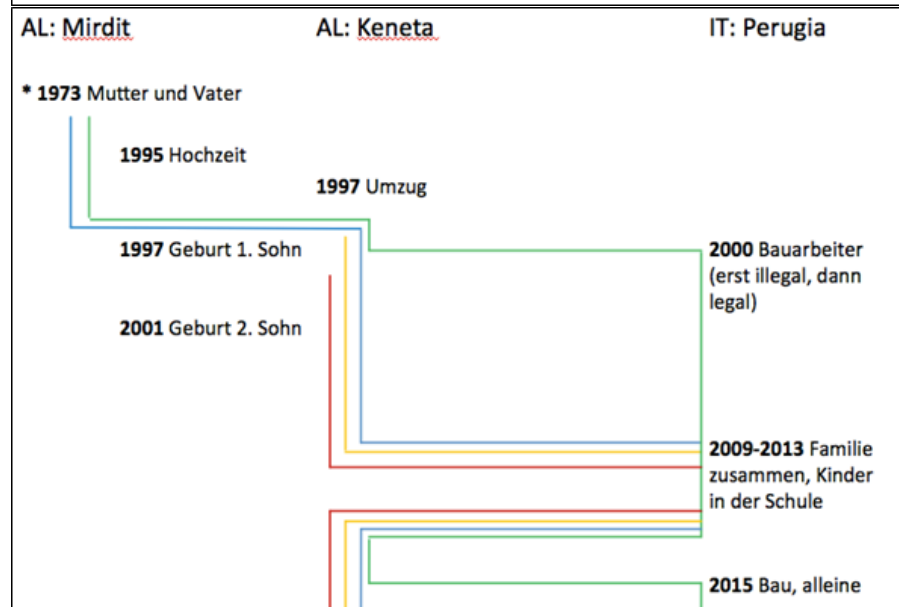 AL: Mirdit
AL: Keneta
IT: Perugia
* 1973 Mutter und Vater
1995 Hochzeit
1997 Umzug
1997 Geburt 1. Sohn
2000 Bauarbeiter
(erst illegal, dann
legal)
2001 Geburt 2. Sohn
2009-2013 Familie
zusammen, Kinder
in der Schule
2015 Bau, alleine